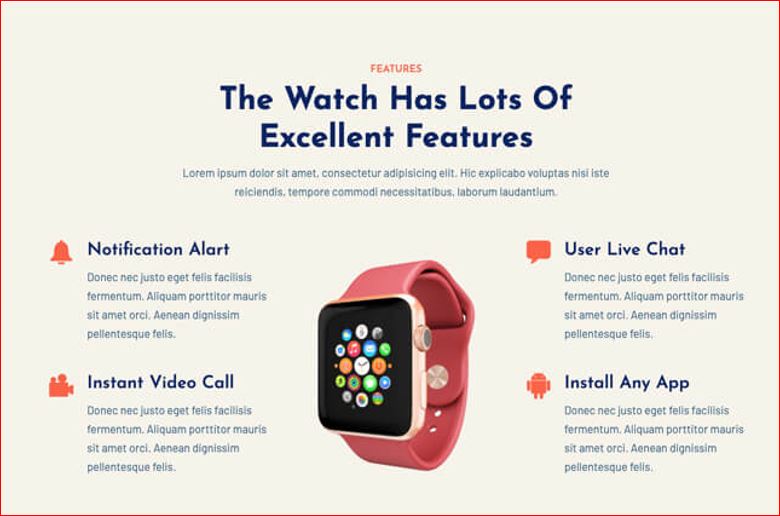 FEATURES
The Watch Has Lots Of
Excellent Features
Lorem ipsum dolor sit amet, consectetur adipisicing elit. Hic explicabo voluptas nisi iste
reiciendis, tempore commodi necessitatibus, laborum laudantium.
Notification Alart
Donec nec justo eget felis facilisis
fermentum. Aliquam porttitor mauris
sit amet orci. Aenean dignissim
pellentesque felis.
Instant Video Call
Donec nec justo eget felis facilisis
fermentum. Aliquam porttitor mauris
sit amet orci. Aenean dignissim
pellentesque felis.
User Live Chat
Donec nec justo eget felis facilisis
fermentum. Aliquam porttitor mauris
sit amet orci. Aenean dignissim
pellentesque felis.
Install Any App
Donec nec justo eget felis facilisis
fermentum. Aliquam porttitor mauris
sit amet orci. Aenean dignissim
pellentesque felis.